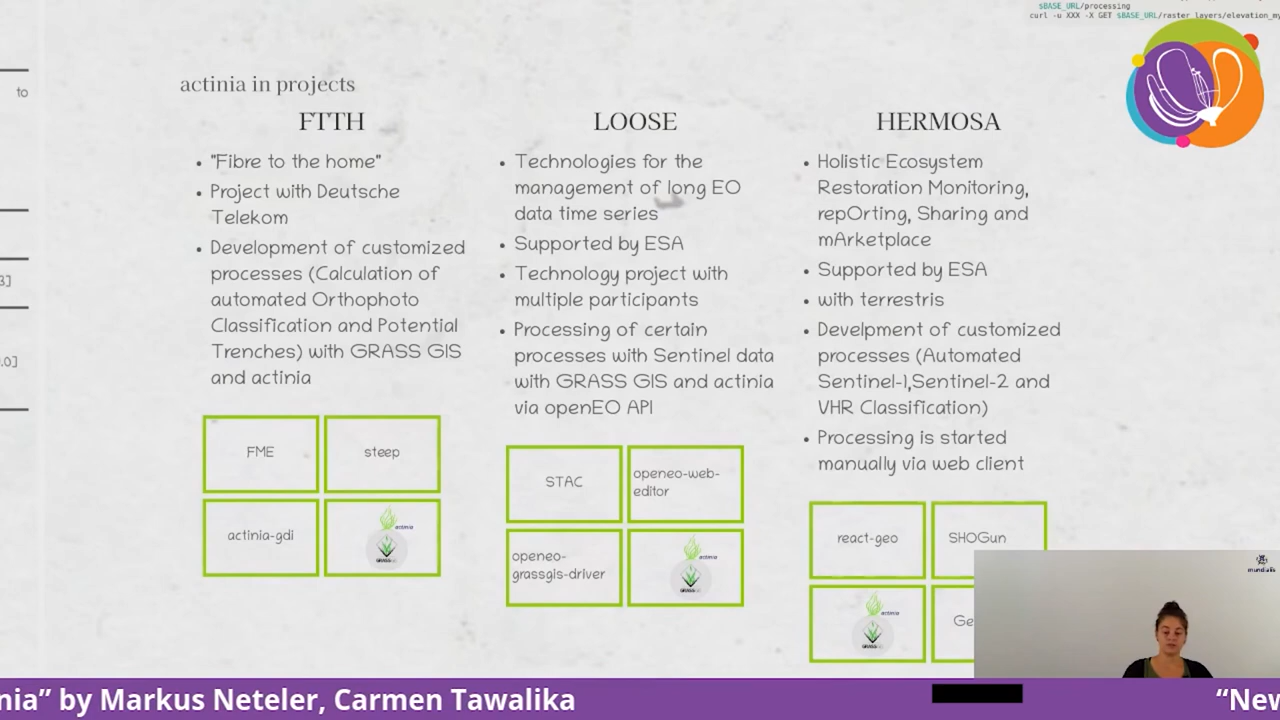 $BASE_URL/processing
curl -u XXX -X GET $BASE_URL/raster_layers/elevation_my
to
actinia in projects
FTTH
• "Fibre to the home"
• Project with Deutsche
Telekom
• Development of customized
processes (Calculation of
automated Orthophoto
Classification and Potential
Trenches) with GRASS GIS
and actinia
FME
steep
actinia-gdi
actinia
LOOSE
• Technologies for the
management of long EO
data time series
• Supported by ESA
• Technology project with
multiple participants
• Processing of certain
processes with Sentinel data
with GRASS GIS and actinia
via openEO API
STAC
openeo-web-
editor
openeo-
grassgis-driver
actinia
HERMOSA
• Holistic Ecosystem
Restoration Monitoring,
repOrting, Sharing and
mArketplace
• Supported by ESA
• with terrestris
• Develpment of customized
processes (Automated
Sentinel-1,Sentinel-2 and
VHR Classification)
• Processing is started
manually via web client
react-geo
SHOGun
actinia
Ge
3]
.0]
mundialis
nia” by Markus Neteler, Carmen Tawalika
“New